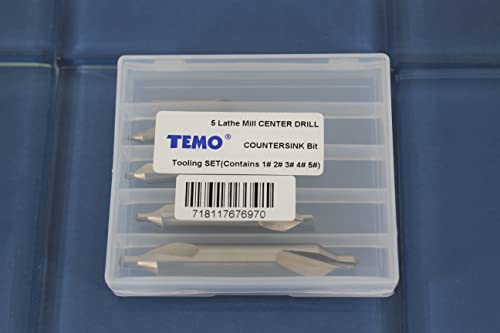 5 Lathe Mill CENTER DRILL
TEMO® COUNTERSINK Bit
Tooling SET(Contains 1# 2# 3# 4# 5#)
718117676970